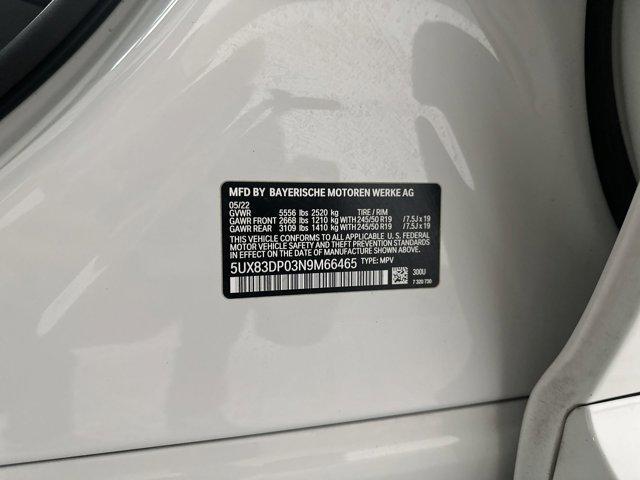 MFD BY BAYERISCHE MOTOREN WERKE AG
05/22
GVWR 5556 lbs 2520 kg TIRE / RIM
GAWR FRONT 2668 lbs 1210 kg WITH 245/50 R19 / 7.5J x 19
GAWR REAR 3109 lbs 1410 kg WITH 245/50 R19 / 7.5J x 19
THIS VEHICLE CONFORMS TO ALL APPLICABLE FEDERAL
MOTOR VEHICLE SAFETY AND THEFT PREVENTION STANDARDS
IN EFFECT ON THE DATE OF MANUFACTURE SHOWN ABOVE.
5UX83DP03N9M66465 TYPE: MPV
300U
7 320 730